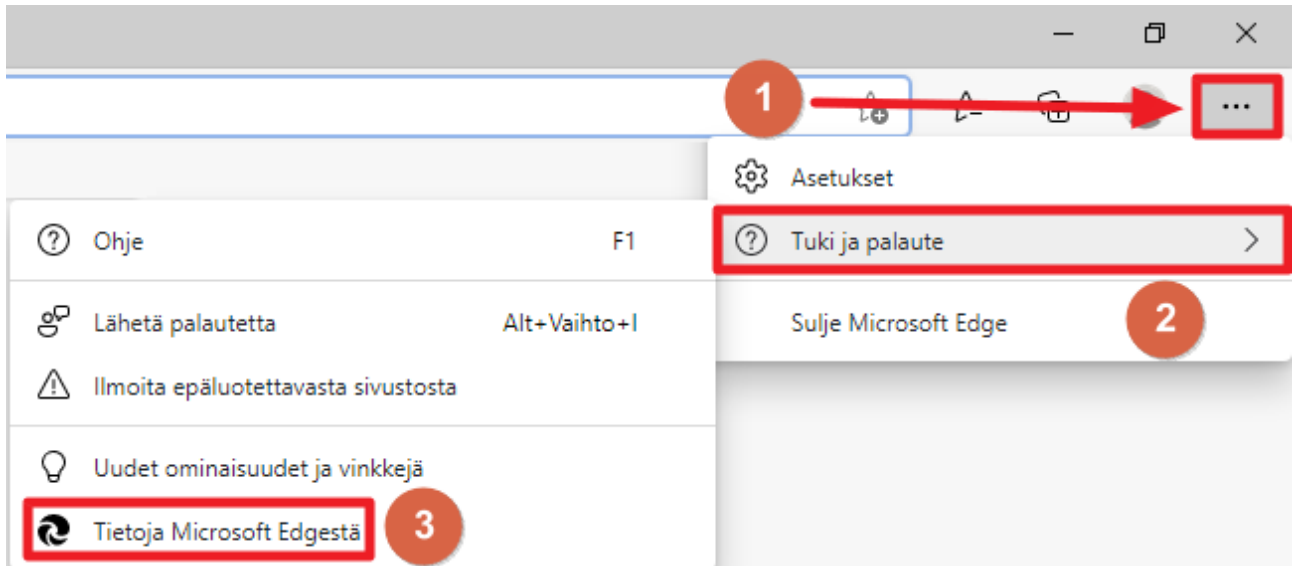 1
...
Asetukset
Tuki ja palaute
Sulje Microsoft Edge
2
Ohje F1
Lähetä palautetta Alt+Vaihto+I
Ilmoita epäluotettavasta sivustosta
Uudet ominaisuudet ja vinkkejä
Tietoja Microsoft Edgestä
3